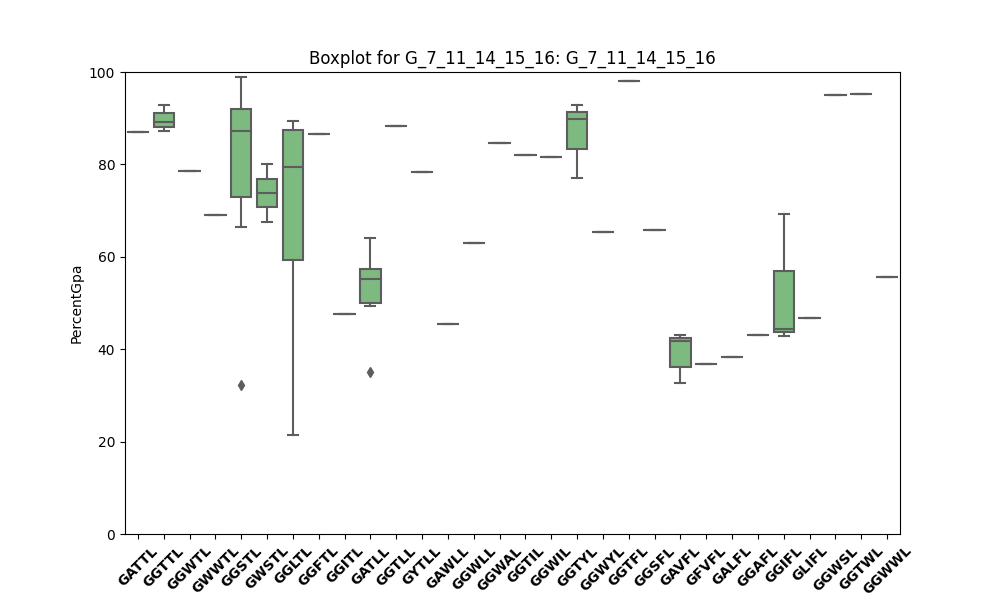 Boxplot for G_7_11_14_15_16: G_7_11_14_15_16
100
80
60
40
20
0
PercentGpa
GATTL
GGTTL
GGWTL
GWWTL
GGSTL
GWSTL
GGLTL
GGFTL
GGITL
GATLL
GGTLL
GYTLL
GAWLL
GGWLL
GGWAL
GGTIL
GGWIL
GGTYL
GGWYL
GGTFL
GGSFL
GAVFL
GFVFL
GALFL
GGAFL
GGIFL
GLIFL
GGWSL
GGTWL
GGWWL